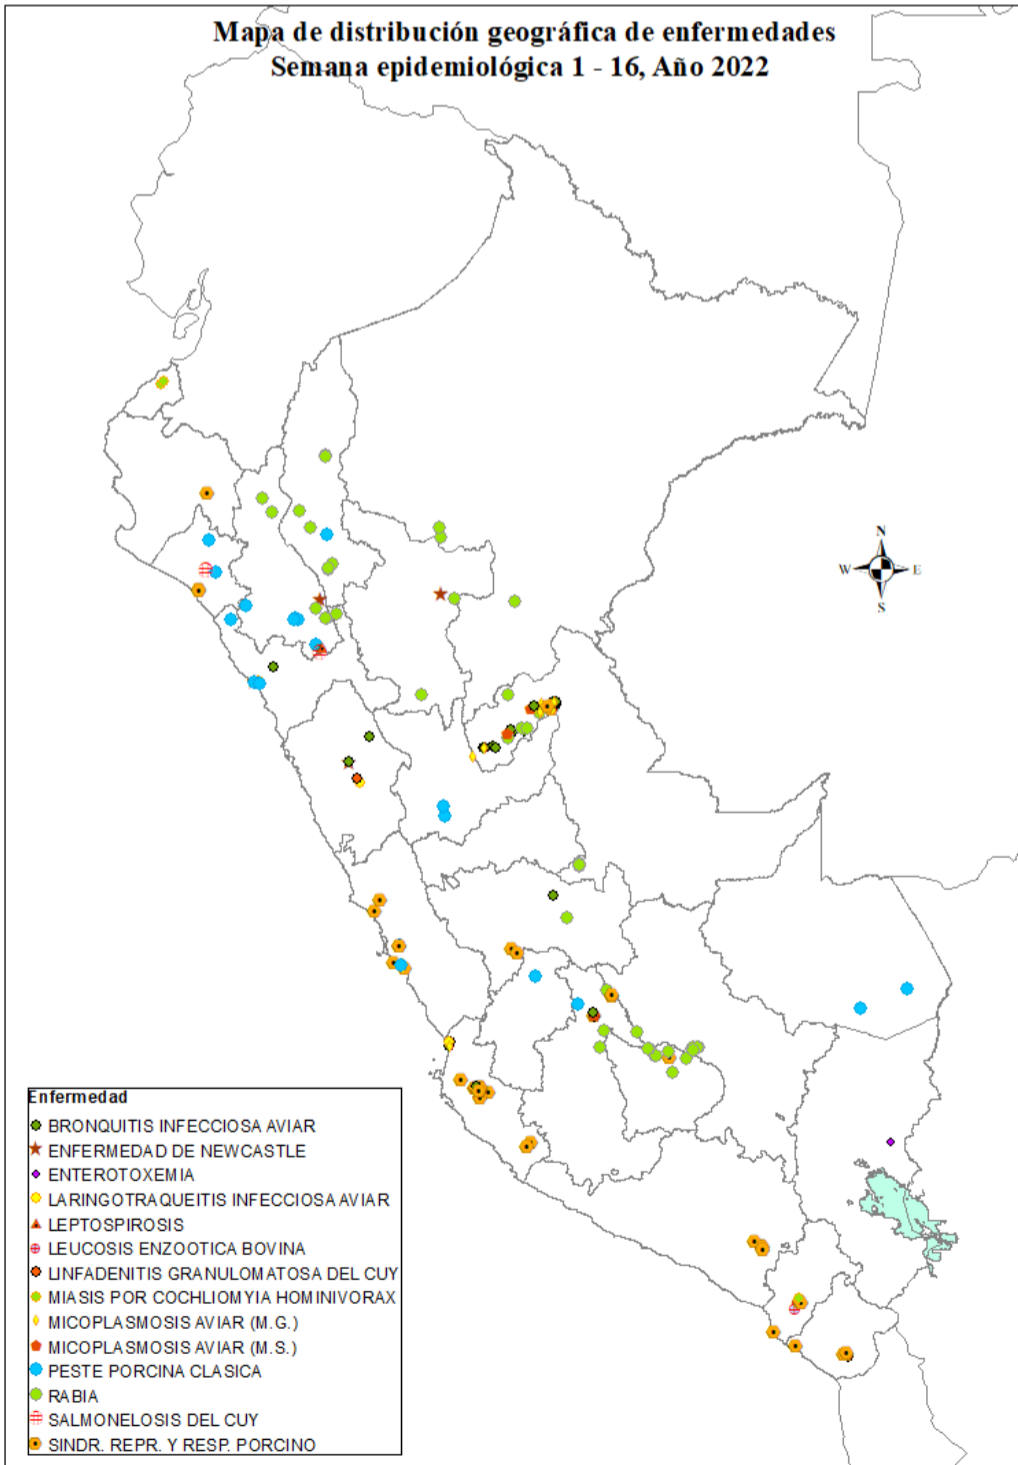 Mapa de distribución geográfica de enfermedades
Semana epidemiológica 1 - 16, Año 2022
N
W E
S
Enfermedad
BRONQUITIS INFECCIOSA AVIAR
ENFERMEDAD DE NEWCASTLE
ENTEROTOXEMIA
LARINGOTRAQUEITIS INFECCIOSA AVIAR
LEPTOSPIROSIS
LEUCOSIS ENZOOTICA BOVINA
LINFADENITIS GRANULOMATOSA DEL CUY
MIASIS POR COCHLIOMYIA HOMINIVORAX
MICOPLASMOSIS AVIAR (M.G.)
MICOPLASMOSIS AVIAR (M.S.)
PESTE PORCINA CLASICA
RABIA
SALMONELOSIS DEL CUY
SINDR. REPR. Y RESP. PORCINO